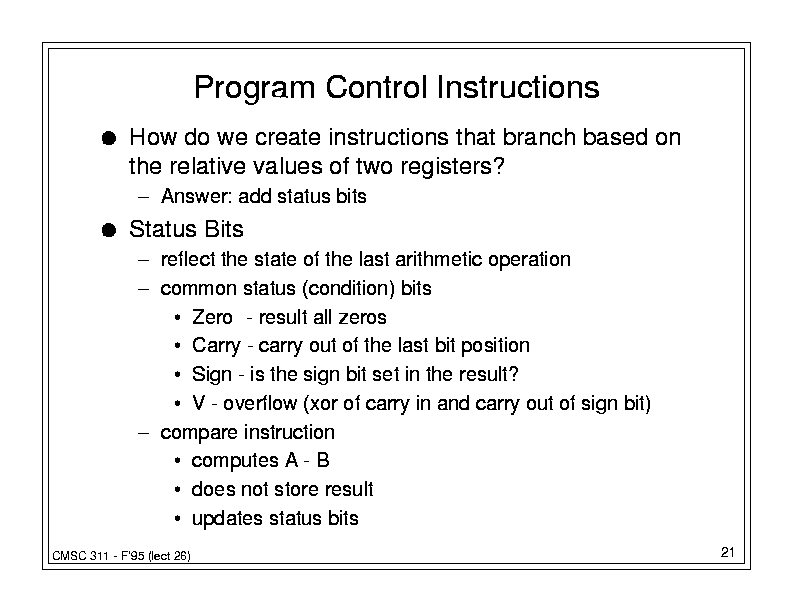 Program Control Instructions
● How do we create instructions that branch based on
the relative values of two registers?
– Answer: add status bits
● Status Bits
– reflect the state of the last arithmetic operation
– common status (condition) bits
• Zero - result all zeros
• Carry - carry out of the last bit position
• Sign - is the sign bit set in the result?
• V - overflow (xor of carry in and carry out of sign bit)
– compare instruction
• computes A - B
• does not store result
• updates status bits
CMSC 311 - F'95 (lect 26)
21